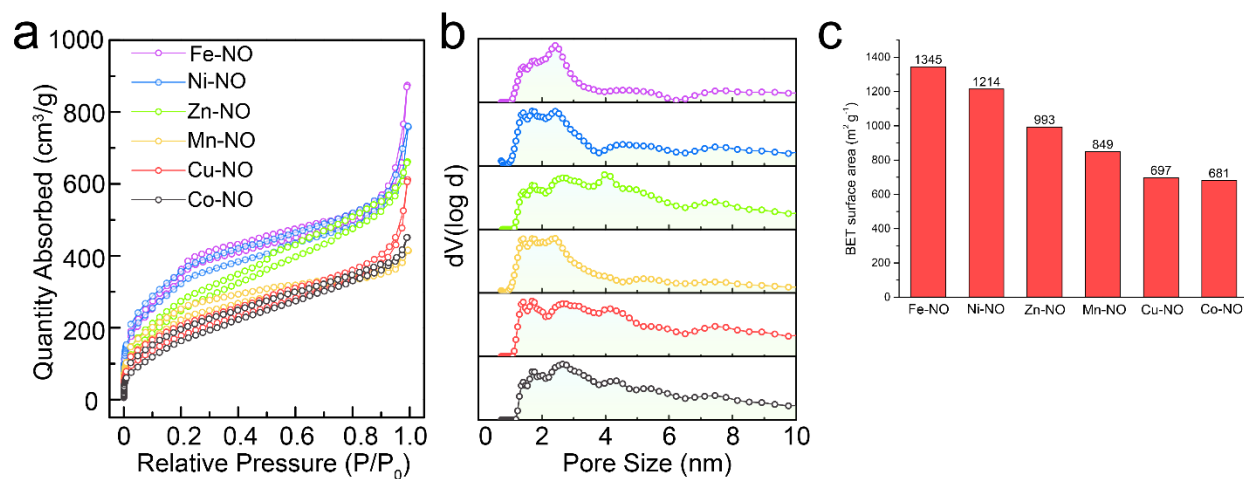 a
1000
800
600
400
200
0
Quantity Absorbed (cm³/g)
Fe-NO
Ni-NO
Zn-NO
Mn-NO
Cu-NO
Co-NO
0 0.2 0.4 0.6 0.8 1.0
Relative Pressure (P/P₀)
b
dV(log d)
0 2 4 6 8 10
Pore Size (nm)
c
BET surface area (m² g⁻¹)
1400
1200
1000
800
600
400
200
0
1345
1214
993
849
697
681
Fe-NO Ni-NO Zn-NO Mn-NO Cu-NO Co-NO